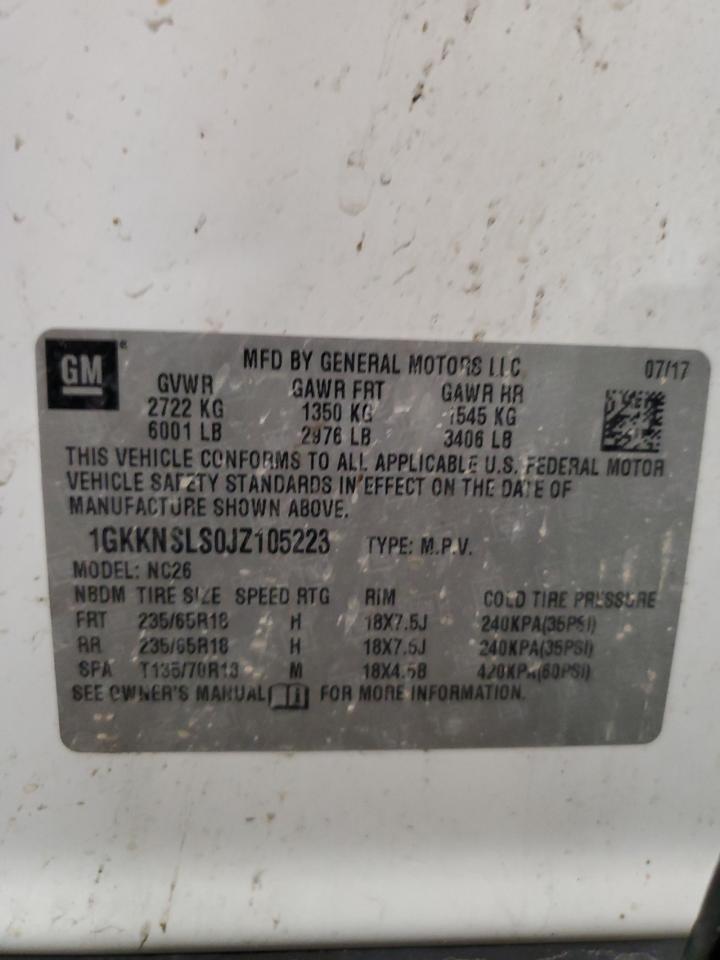 GM
MFD BY GENERAL MOTORS LLC
07/17
GVWR GAWR FRT GAWR RR
2722 KG 1350 KG 1545 KG
6001 LB 2976 LB 3406 LB
THIS VEHICLE CONFORMS TO ALL APPLICABLE U.S. FEDERAL MOTOR
VEHICLE SAFETY STANDARDS IN EFFECT ON THE DATE OF
MANUFACTURE SHOWN ABOVE.
1GKKNSLS0JZ105223 TYPE: M.P.V.
MODEL: NC26
NBDM TIRE SIZE SPEED RTG RIM COLD TIRE PRESSURE
FRT 235/65R18 H 18X7.5J 240KPA(35PSI)
RR 235/65R18 H 18X7.5J 240KPA(35PSI)
SPA T135/70R18 M 18X4.5B 420KPA(60PSI)
SEE OWNER'S MANUAL FOR MORE INFORMATION.